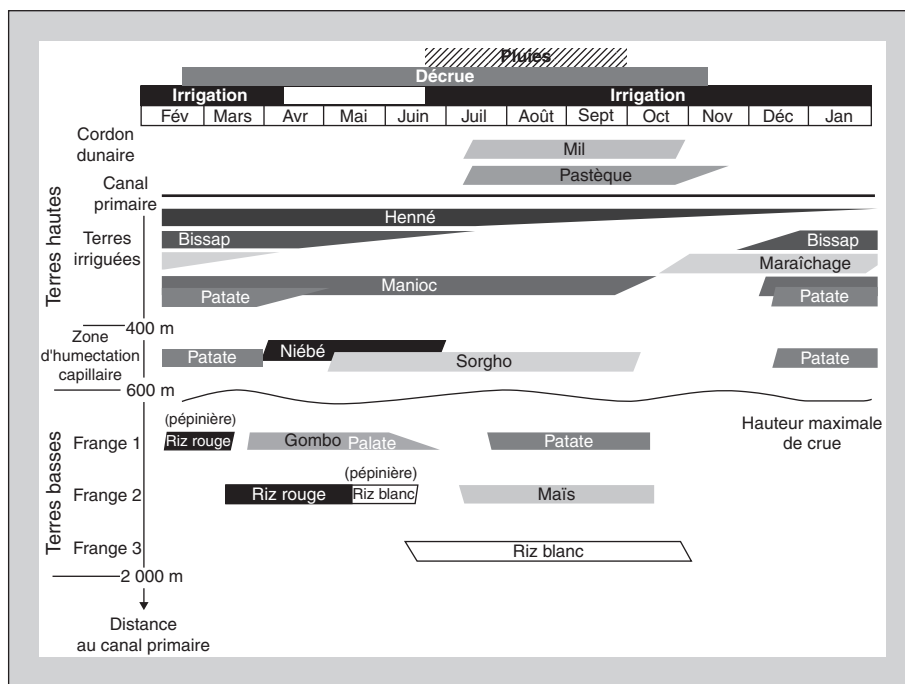 Pluies
Décrue
Irrigation Irrigation
Fév Mars Avr Mai Juin Juil Août Sept Oct Nov Déc Jan
Cordon
dunaire
Mil
Pastèque
Canal
primaire
Terres hautes
Henné
Terres
irriguées
Bissap Bissap
Maraîchage
Manioc
Patate Patate
400 m
Zone
d'humectation
capillaire
Niébé
Patate Sorgho Patate
600 m
Hauteur maximale
de crue
Terres basses
(pépinière)
Frange 1 Riz rouge Gombo Palate Patate
(pépinière)
Frange 2 Riz rouge Riz blanc Maïs
Frange 3 Riz blanc
2 000 m
Distance
au canal primaire